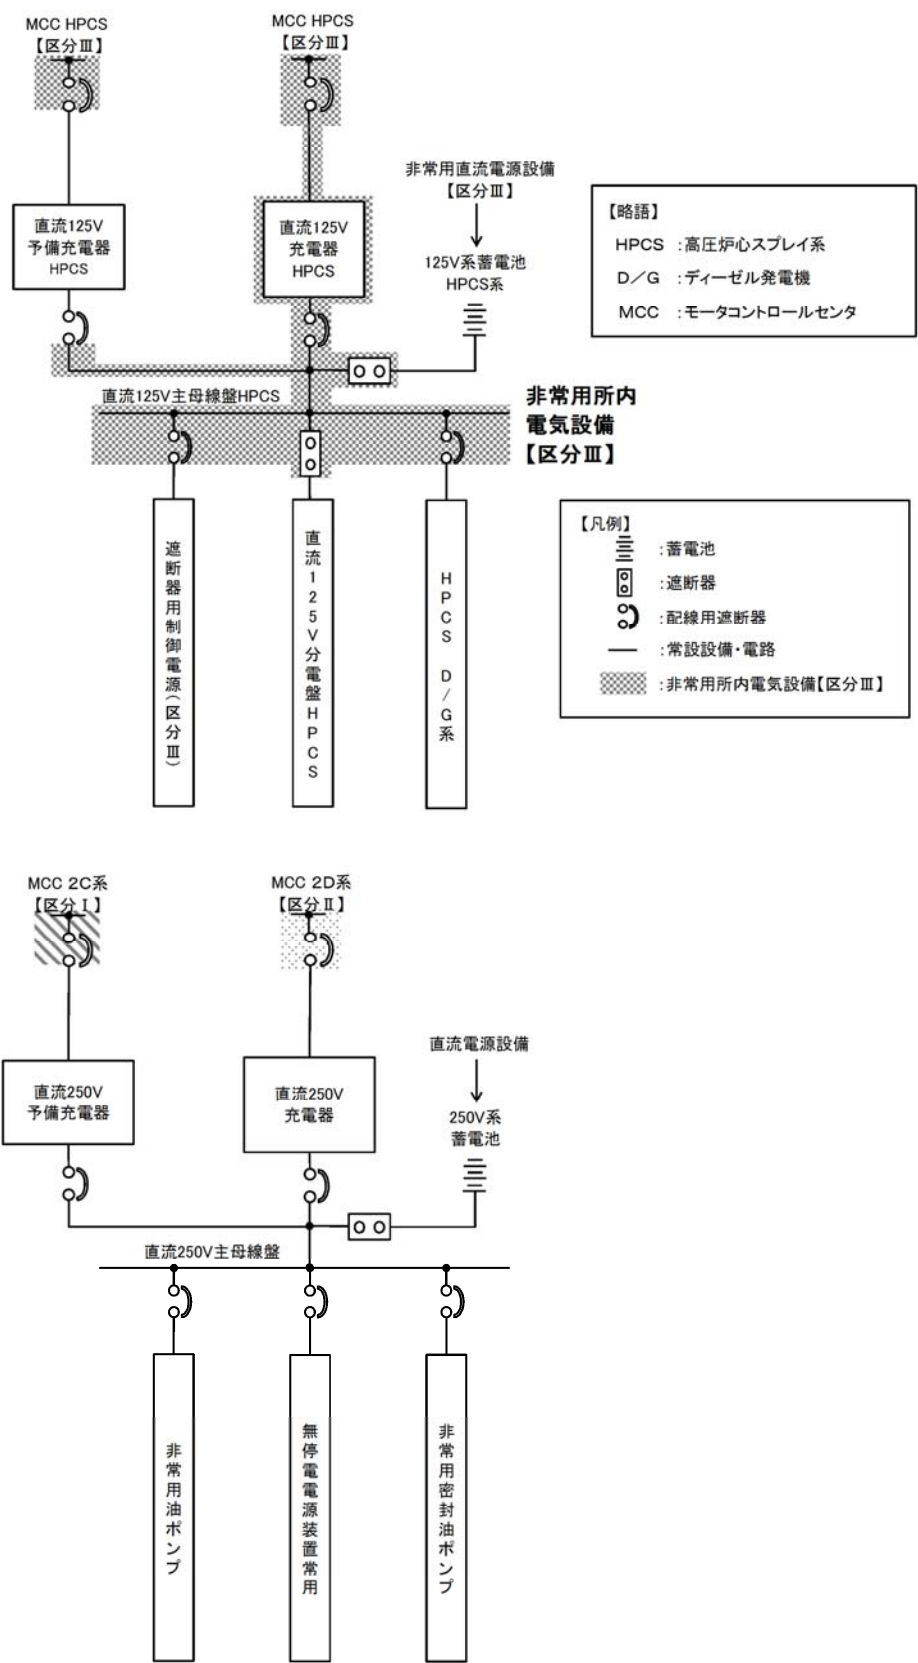 MCC HPCS
【区分Ⅲ】
MCC HPCS
【区分Ⅲ】
非常用直流電源設備
【区分Ⅲ】
直流125V
予備充電器
HPCS
直流125V
充電器
HPCS
125V系蓄電池
HPCS系
【略語】
HPCS :高圧炉心スプレイ系
D/G :ディーゼル発電機
MCC :モータコントロールセンタ
直流125V主母線盤HPCS
非常用所内
電気設備
【区分Ⅲ】
遮断器用制御電源(区分Ⅲ)
直流125V分電盤HPCS
HPCS D/G系
【凡例】
:蓄電池
:遮断器
:配線用遮断器
:常設設備・電路
:非常用所内電気設備【区分Ⅲ】
MCC 2C系
【区分Ⅰ】
MCC 2D系
【区分Ⅱ】
直流電源設備
直流250V
予備充電器
直流250V
充電器
250V系
蓄電池
直流250V主母線盤
非常用油ポンプ
無停電電源装置常用
非常用密封油ポンプ